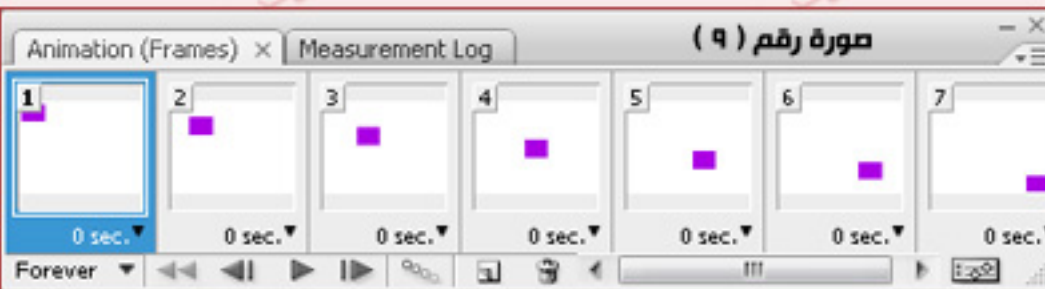 Animation (Frames) × Measurement Log صورة رقم ( ٩ )
1 2 3 4 5 6 7
0 sec. 0 sec. 0 sec. 0 sec. 0 sec. 0 sec. 0 sec.
Forever